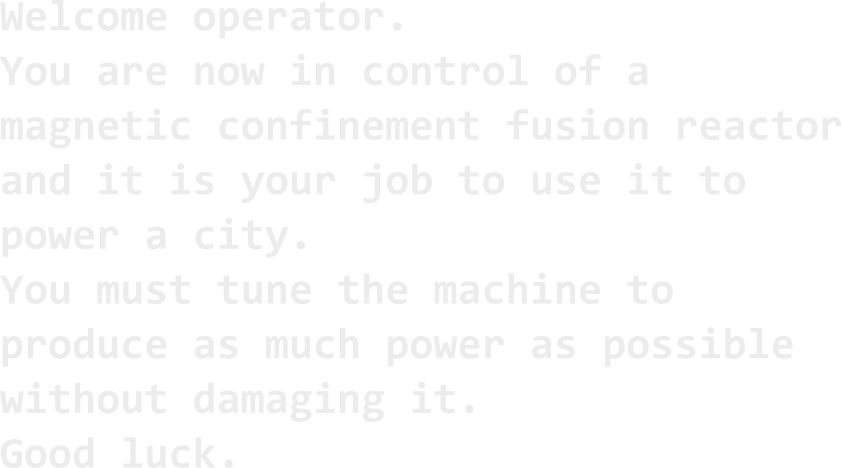 Welcome operator.
You are now in control of a
magnetic confinement fusion reactor
and it is your job to use it to
power a city.
You must tune the machine to
produce as much power as possible
without damaging it.
Good luck.